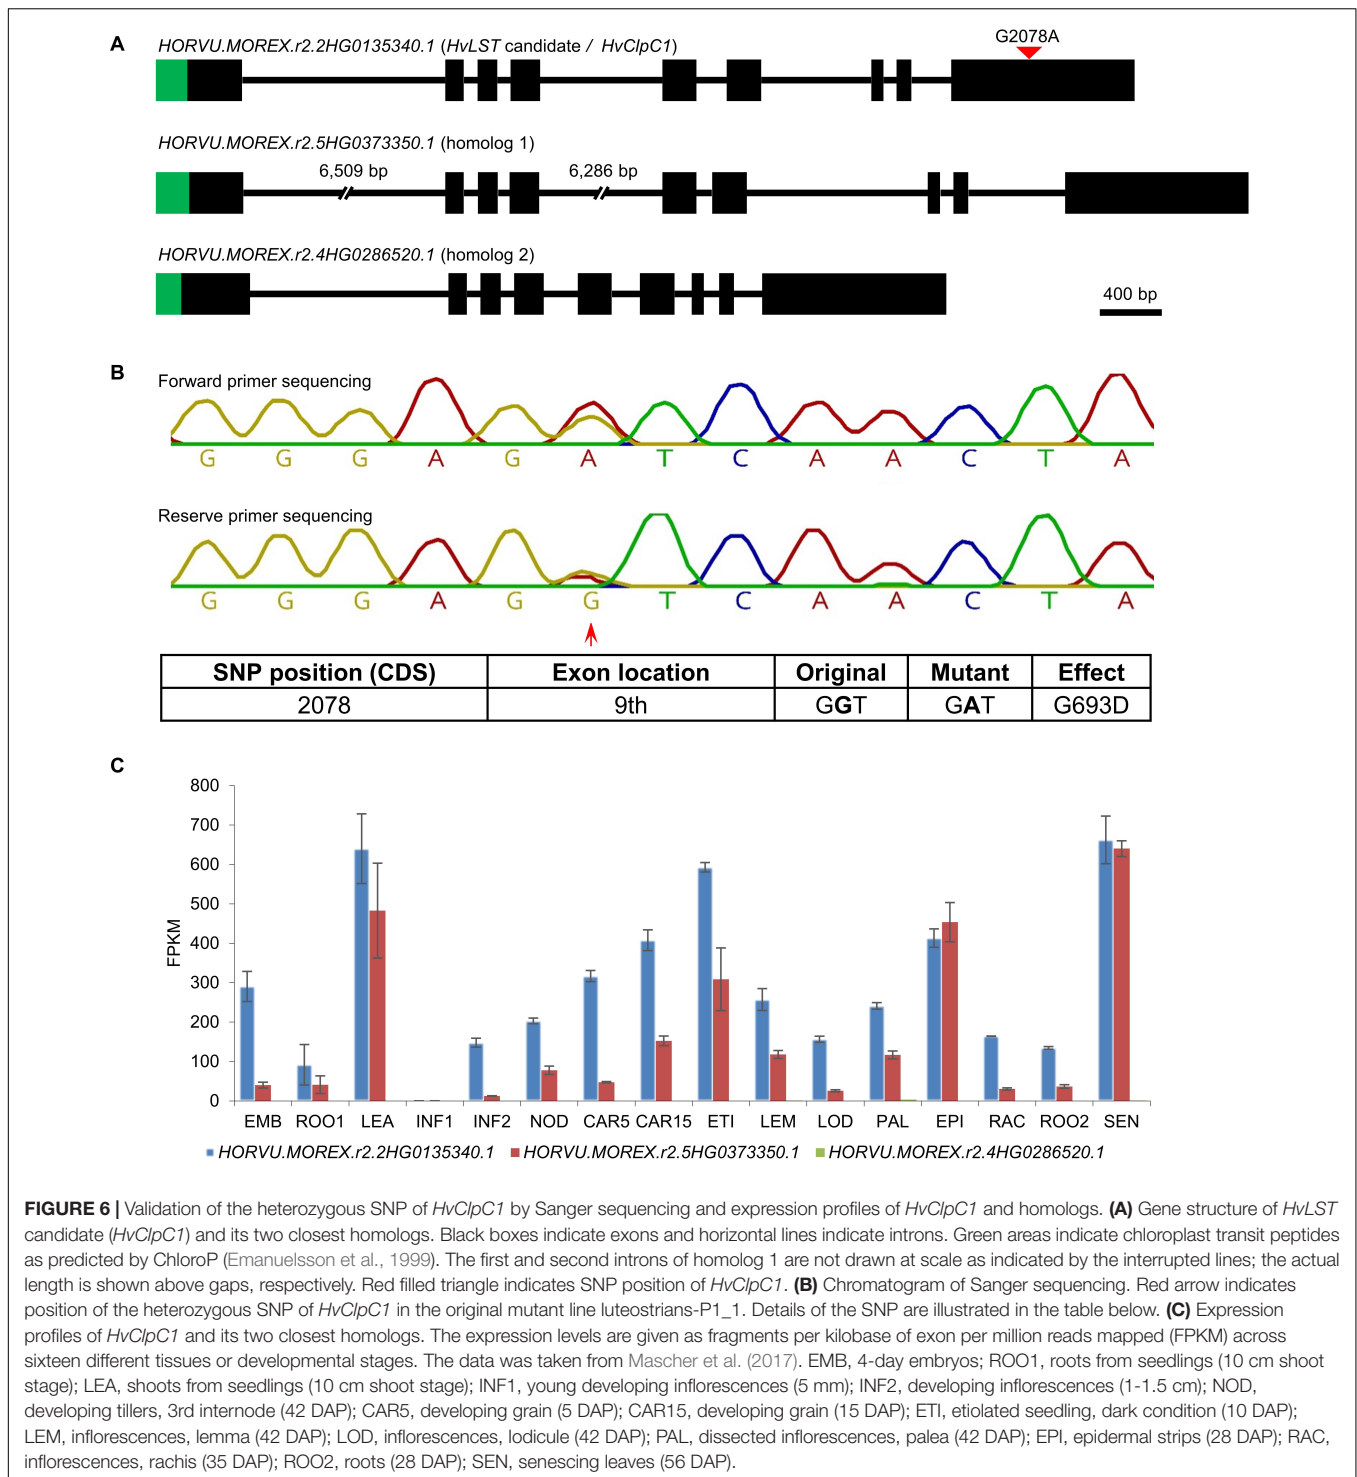 A
HORVU.MOREX.r2.2HG0135340.1 (HvLST candidate / HvClpC1)
G2078A
HORVU.MOREX.r2.5HG0373350.1 (homolog 1)
6,509 bp
6,286 bp
HORVU.MOREX.r2.4HG0286520.1 (homolog 2)
400 bp
B
Forward primer sequencing
G G G A G A T C A A C T A
Reserve primer sequencing
G G G A G G T C A A C T A
SNP position (CDS) Exon location Original Mutant Effect
2078 9th GGT GAT G693D
C
800
700
600
500
400
300
200
100
0
FPKM
EMB ROO1 LEA INF1 INF2 NOD CAR5 CAR15 ETI LEM LOD PAL EPI RAC ROO2 SEN
HORVU.MOREX.r2.2HG0135340.1 HORVU.MOREX.r2.5HG0373350.1 HORVU.MOREX.r2.4HG0286520.1
FIGURE 6 | Validation of the heterozygous SNP of HvClpC1 by Sanger sequencing and expression profiles of HvClpC1 and homologs. (A) Gene structure of HvLST
candidate (HvClpC1) and its two closest homologs. Black boxes indicate exons and horizontal lines indicate introns. Green areas indicate chloroplast transit peptides
as predicted by ChloroP (Emanuelsson et al., 1999). The first and second introns of homolog 1 are not drawn at scale as indicated by the interrupted lines; the actual
length is shown above gaps, respectively. Red filled triangle indicates SNP position of HvClpC1. (B) Chromatogram of Sanger sequencing. Red arrow indicates
position of the heterozygous SNP of HvClpC1 in the original mutant line luteostrians-P1_1. Details of the SNP are illustrated in the table below. (C) Expression
profiles of HvClpC1 and its two closest homologs. The expression levels are given as fragments per kilobase of exon per million reads mapped (FPKM) across
sixteen different tissues or developmental stages. The data was taken from Mascher et al. (2017). EMB, 4-day embryos; ROO1, roots from seedlings (10 cm shoot
stage); LEA, shoots from seedlings (10 cm shoot stage); INF1, young developing inflorescences (5 mm); INF2, developing inflorescences (1-1.5 cm); NOD,
developing tillers, 3rd internode (42 DAP); CAR5, developing grain (5 DAP); CAR15, developing grain (15 DAP); ETI, etiolated seedling, dark condition (10 DAP);
LEM, inflorescences, lemma (42 DAP); LOD, inflorescences, lodicule (42 DAP); PAL, dissected inflorescences, palea (42 DAP); EPI, epidermal strips (28 DAP); RAC,
inflorescences, rachis (35 DAP); ROO2, roots (28 DAP); SEN, senescing leaves (56 DAP).